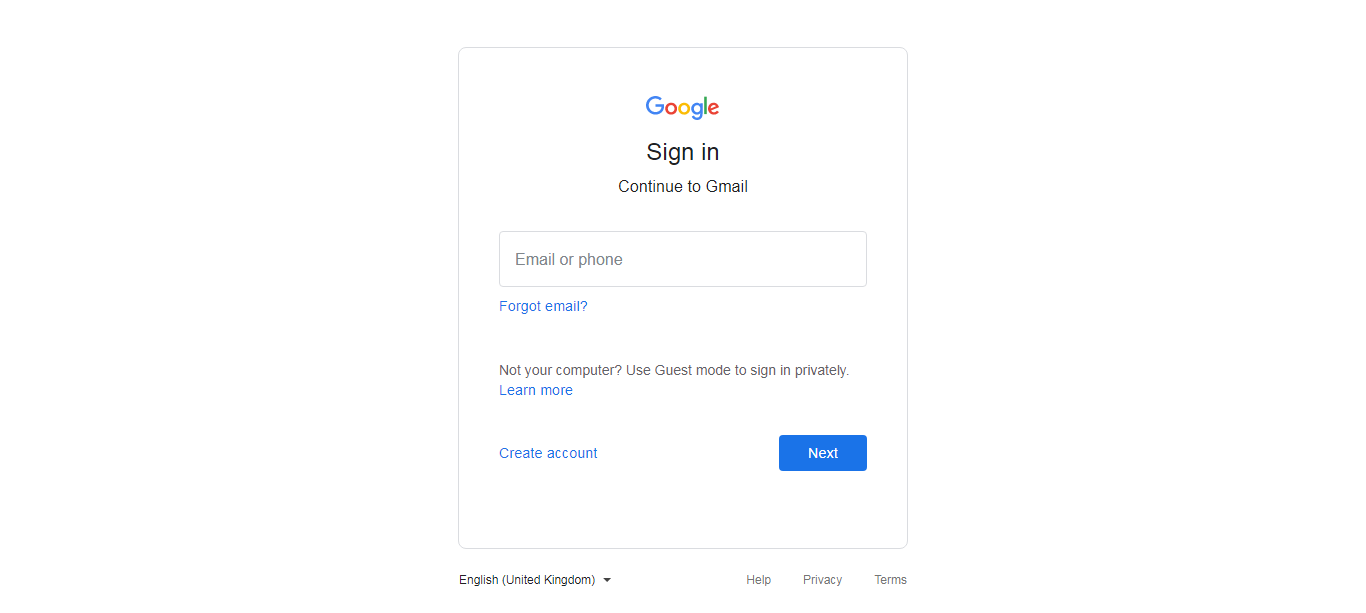 Google
Sign in
Continue to Gmail
Email or phone
Forgot email?
Not your computer? Use Guest mode to sign in privately.
Learn more
Create account
Next
English (United Kingdom)
Help
Privacy
Terms